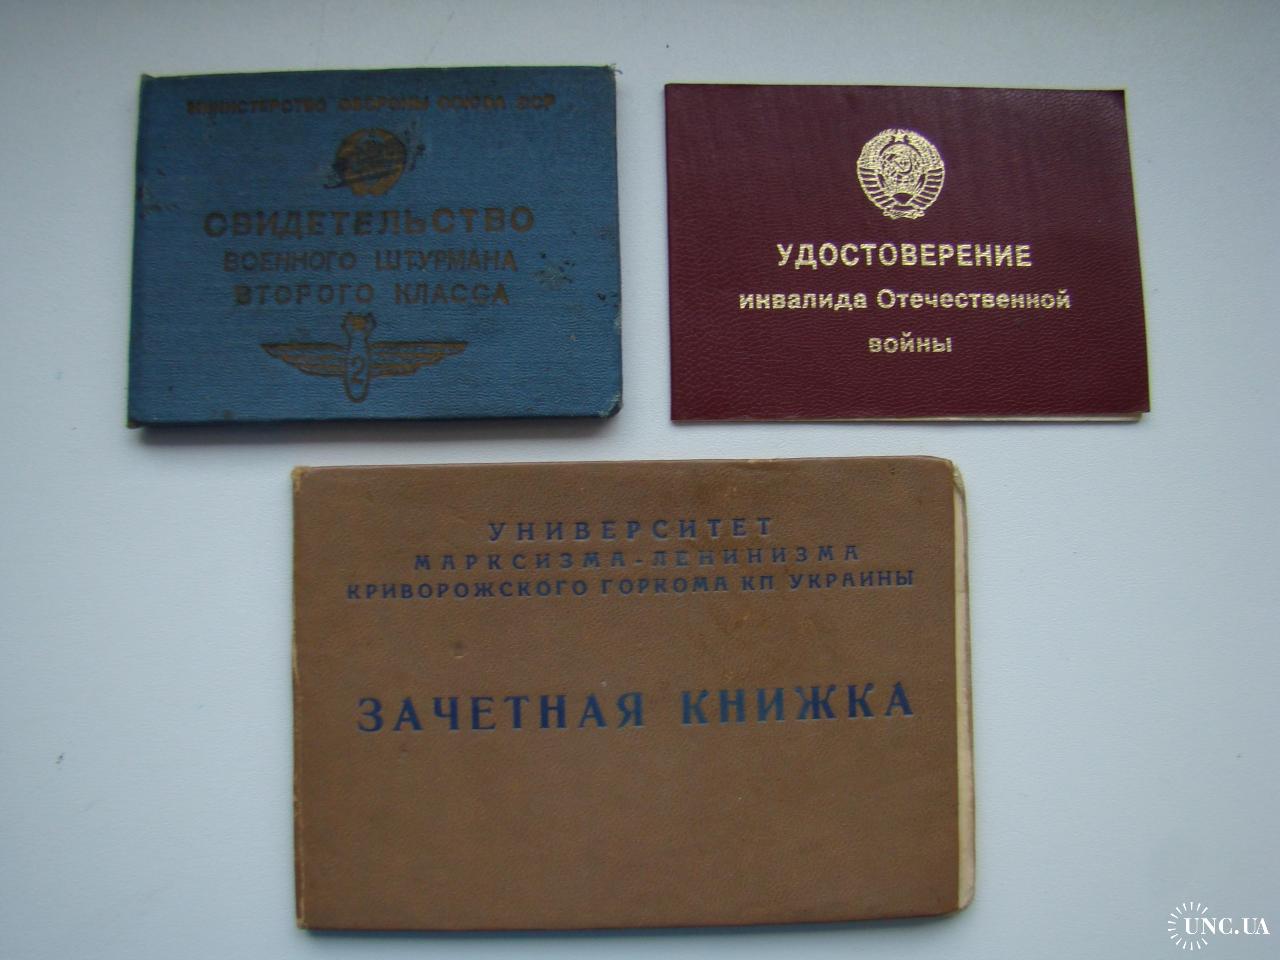 МИНИСТЕРСТВО ОБОРОНЫ СОЮЗА ССР
СВИДЕТЕЛЬСТВО
ВОЕННОГО ШТУРМАНА
ВТОРОГО КЛАССА
2
УДОСТОВЕРЕНИЕ
инвалида Отечественной
войны
УНИВЕРСИТЕТ
МАРКСИЗМА-ЛЕНИНИЗМА
КРИВОРОЖСКОГО ГОРКОМА КП УКРАИНЫ
ЗАЧЕТНАЯ КНИЖКА
UNC.UA